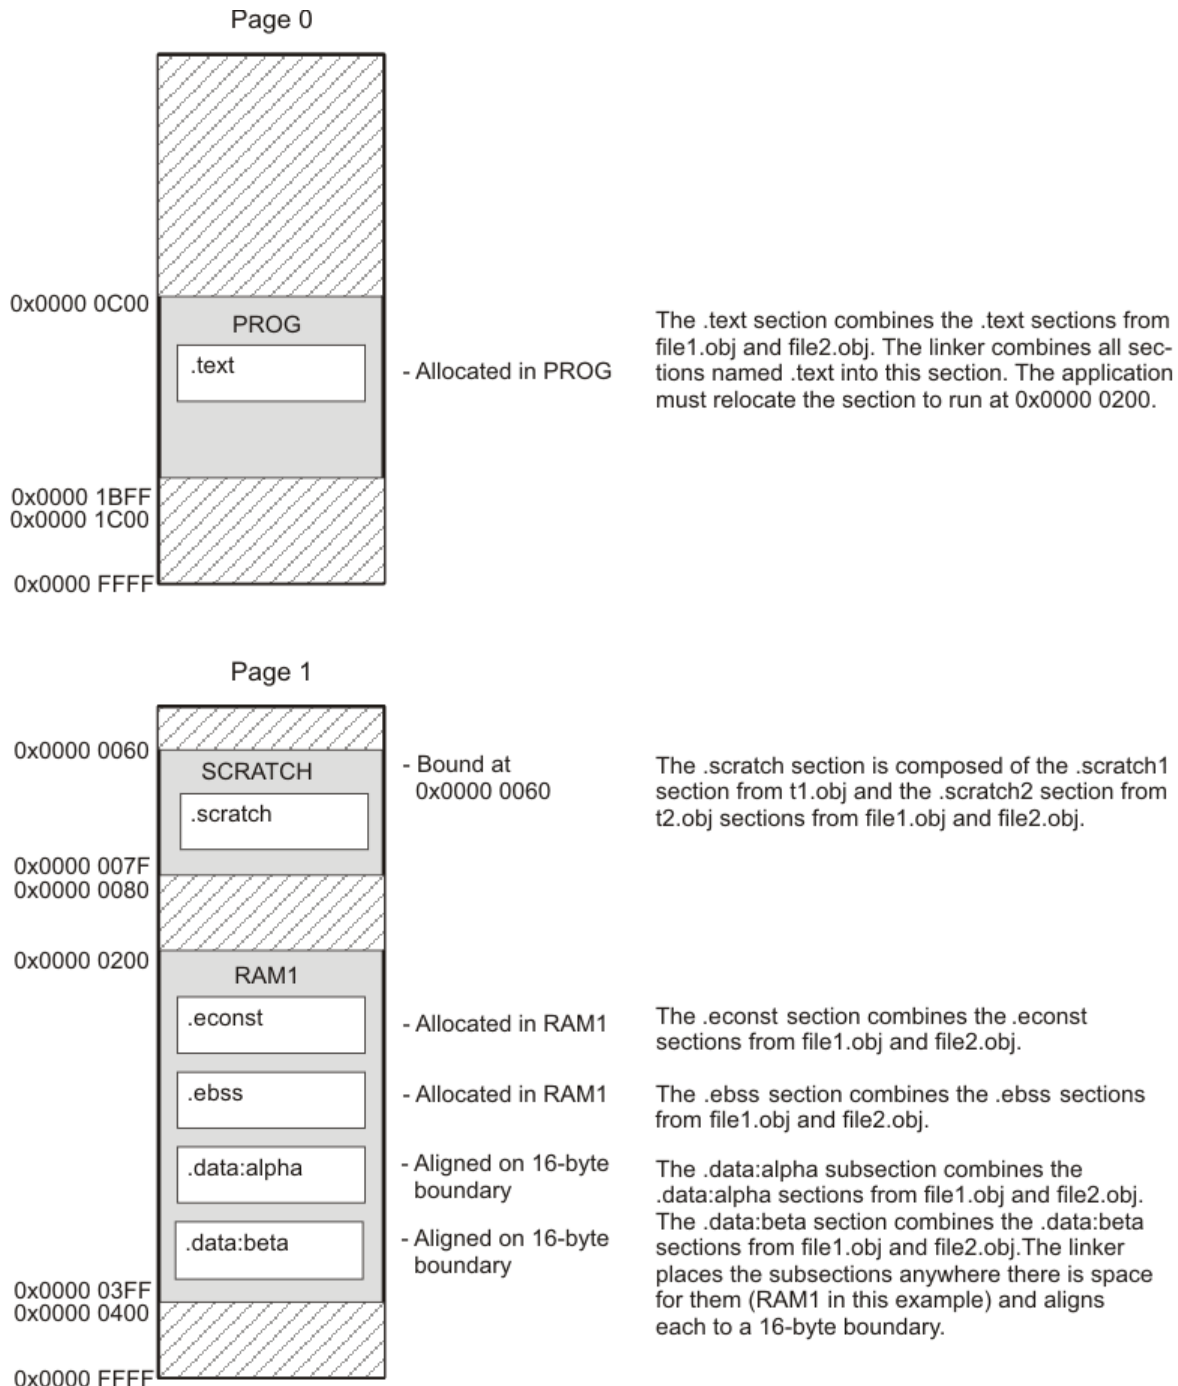 Page 0
0x0000 0C00
PROG
.text
- Allocated in PROG
The .text section combines the .text sections from
file1.obj and file2.obj. The linker combines all sec-
tions named .text into this section. The application
must relocate the section to run at 0x0000 0200.
0x0000 1BFF
0x0000 1C00
0x0000 FFFF
Page 1
0x0000 0060
SCRATCH
.scratch
- Bound at
0x0000 0060
The .scratch section is composed of the .scratch1
section from t1.obj and the .scratch2 section from
t2.obj sections from file1.obj and file2.obj.
0x0000 007F
0x0000 0080
0x0000 0200
RAM1
.econst
- Allocated in RAM1
The .econst section combines the .econst
sections from file1.obj and file2.obj.
.ebss
- Allocated in RAM1
The .ebss section combines the .ebss sections
from file1.obj and file2.obj.
.data:alpha
- Aligned on 16-byte
boundary
The .data:alpha subsection combines the
.data:alpha sections from file1.obj and file2.obj.
.data:beta
- Aligned on 16-byte
boundary
The .data:beta section combines the .data:beta
sections from file1.obj and file2.obj.The linker
places the subsections anywhere there is space
for them (RAM1 in this example) and aligns
each to a 16-byte boundary.
0x0000 03FF
0x0000 0400
0x0000 FFFF